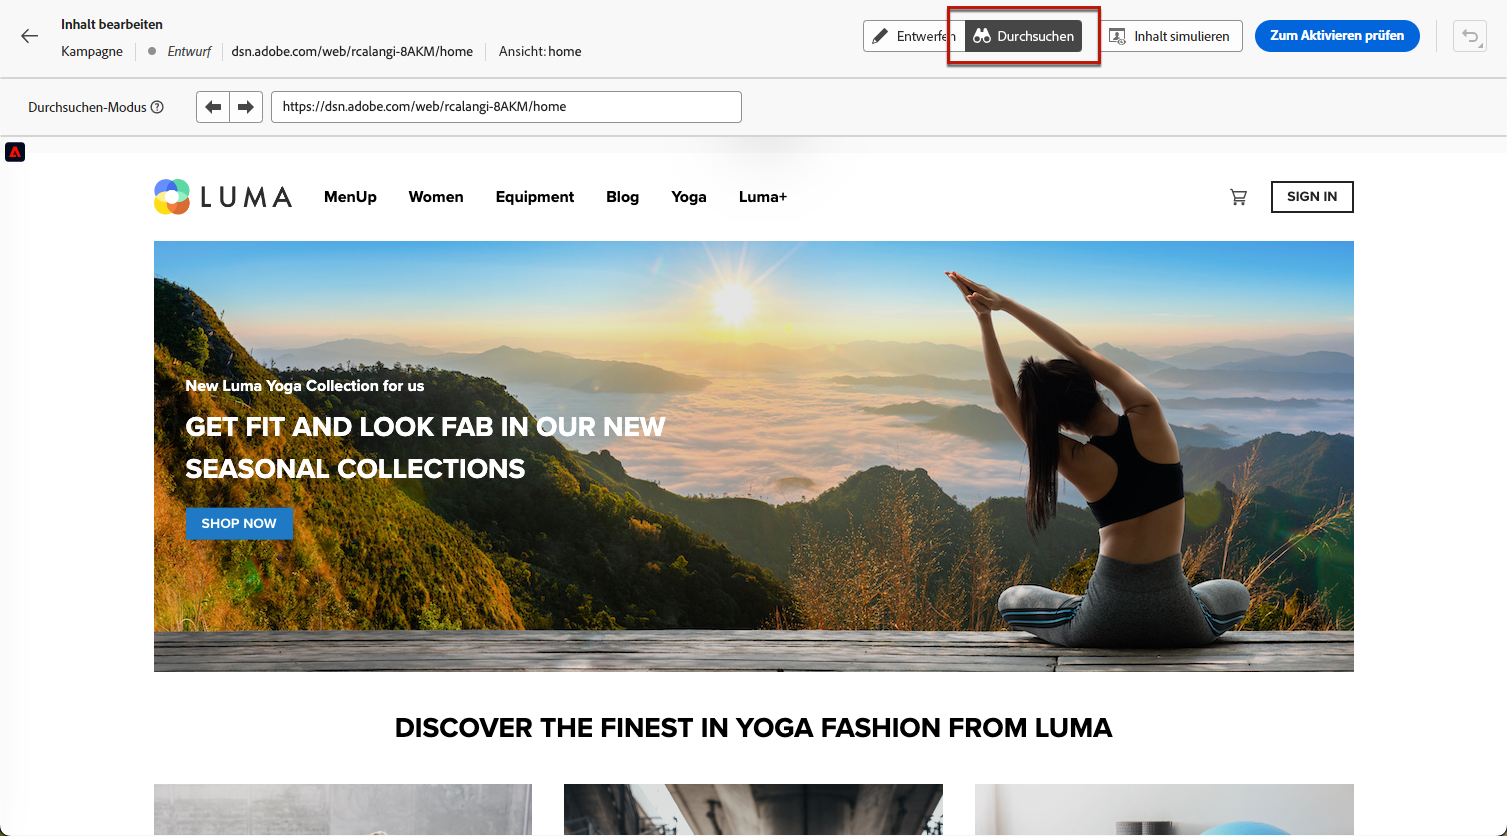 Inhalt bearbeiten
Kampagne Entwurf dsn.adobe.com/web/rcalangi-8AKM/home Ansicht: home
Entwerfen Durchsuchen Inhalt simulieren Zum Aktivieren prüfen
Durchsuchen-Modus https://dsn.adobe.com/web/rcalangi-8AKM/home
LUMA MenUp Women Equipment Blog Yoga Luma+ SIGN IN
New Luma Yoga Collection for us
GET FIT AND LOOK FAB IN OUR NEW
SEASONAL COLLECTIONS
SHOP NOW
DISCOVER THE FINEST IN YOGA FASHION FROM LUMA